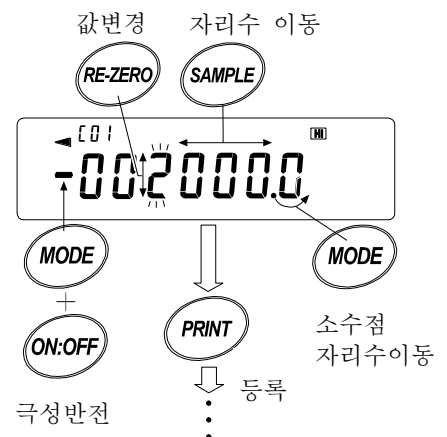 값변경 자리수 이동
RE-ZERO SAMPLE
C01 HI
-002000.0
MODE MODE
+
ON:OFF PRINT
소수점
자리수이동
등록
극성반전